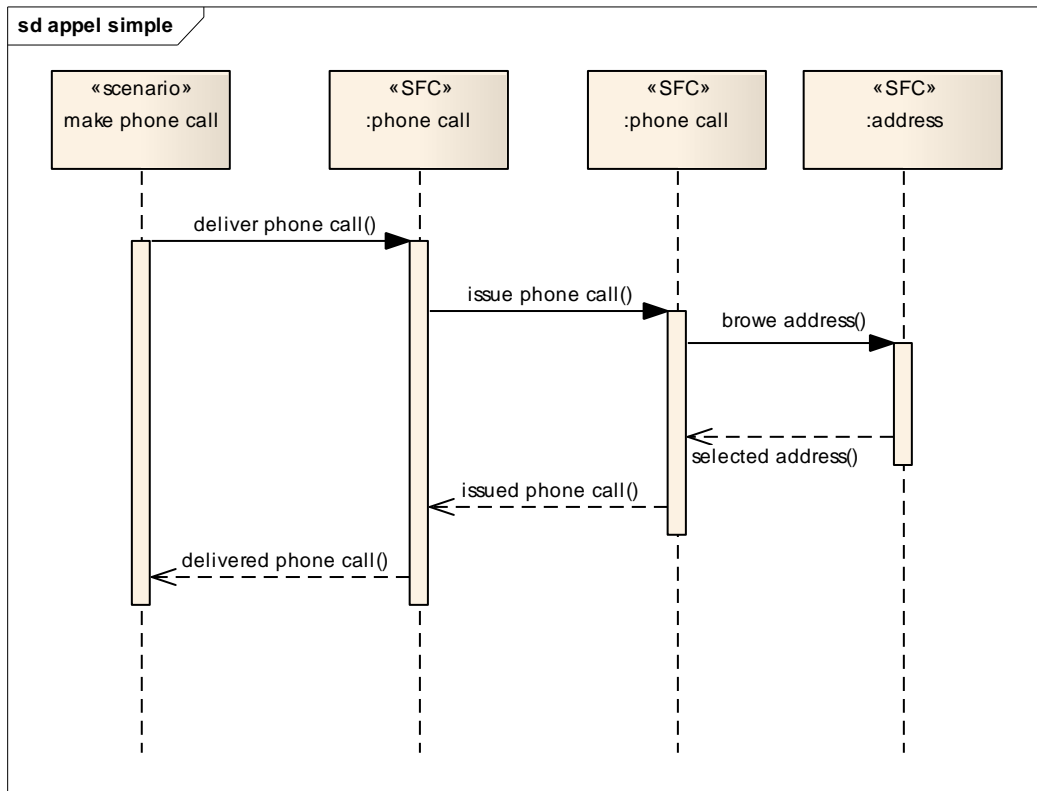 sd appel simple
«scenario»
make phone call
«SFC»
:phone call
«SFC»
:phone call
«SFC»
:address
deliver phone call()
issue phone call()
browe address()
selected address()
issued phone call()
delivered phone call()